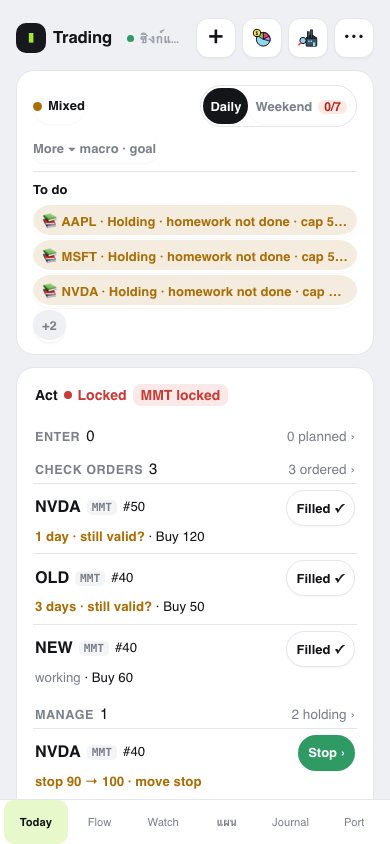 Trading
ซิงก์แ…
Mixed
Daily Weekend 0/7
More ▾ macro · goal
To do
AAPL · Holding · homework not done · cap 5…
MSFT · Holding · homework not done · cap 5…
NVDA · Holding · homework not done · cap …
+2
Act ● Locked MMT locked
ENTER 0 0 planned ›
CHECK ORDERS 3 3 ordered ›
NVDA MMT #50 Filled ✓
1 day · still valid? · Buy 120
OLD MMT #40 Filled ✓
3 days · still valid? · Buy 50
NEW MMT #40 Filled ✓
working · Buy 60
MANAGE 1 2 holding ›
NVDA MMT #40 Stop ›
stop 90 → 100 · move stop
Today Flow Watch แผน Journal Port